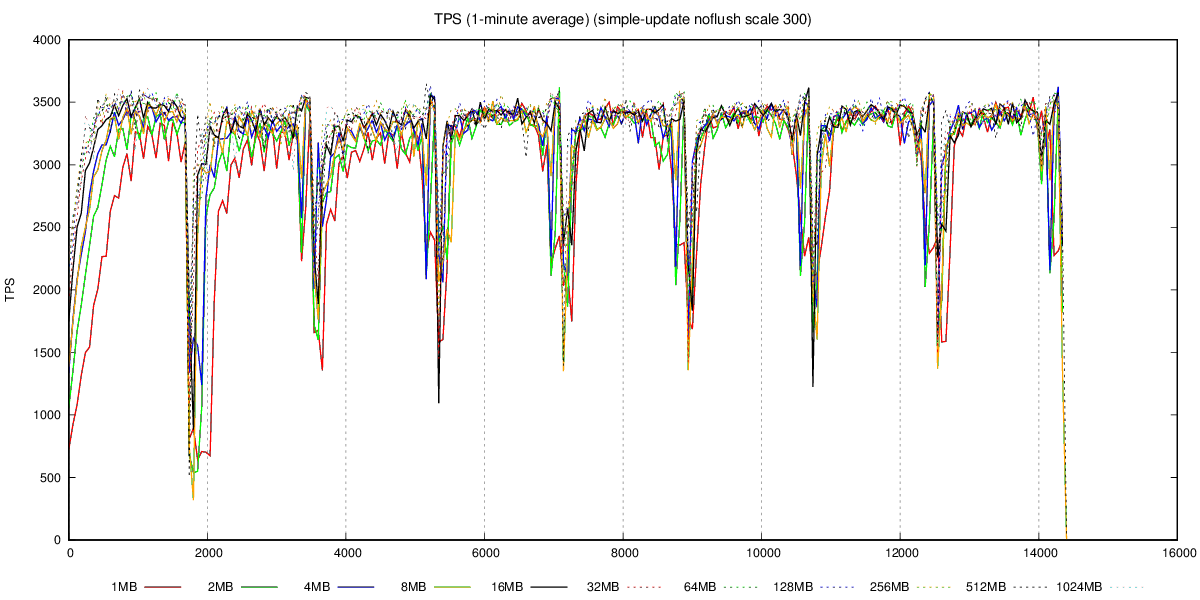 TPS (1-minute average) (simple-update noflush scale 300)
4000
3500
3000
2500
2000
1500
1000
500
0
TPS
0 2000 4000 6000 8000 10000 12000 14000 16000
1MB 2MB 4MB 8MB 16MB 32MB 64MB 128MB 256MB 512MB 1024MB